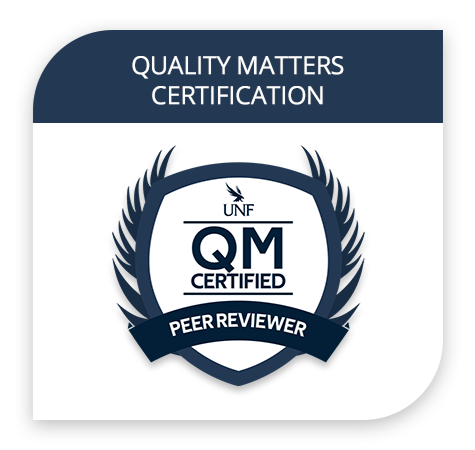 QUALITY MATTERS
CERTIFICATION
UNF
QM
CERTIFIED
PEER REVIEWER